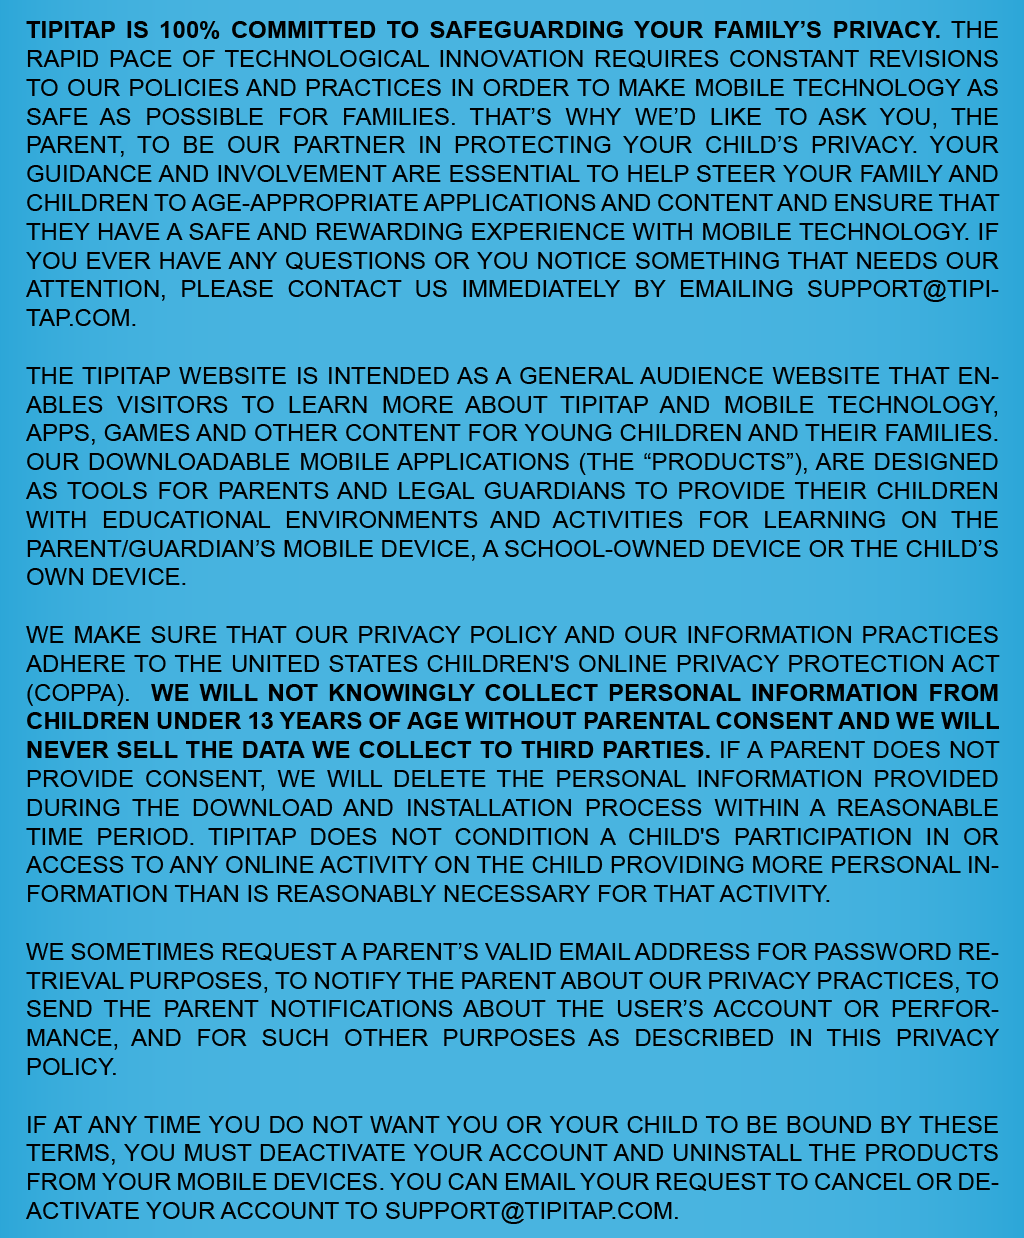 TIPITAP IS 100% COMMITTED TO SAFEGUARDING YOUR FAMILY’S PRIVACY. THE
RAPID PACE OF TECHNOLOGICAL INNOVATION REQUIRES CONSTANT REVISIONS
TO OUR POLICIES AND PRACTICES IN ORDER TO MAKE MOBILE TECHNOLOGY AS
SAFE AS POSSIBLE FOR FAMILIES. THAT’S WHY WE’D LIKE TO ASK YOU, THE
PARENT, TO BE OUR PARTNER IN PROTECTING YOUR CHILD’S PRIVACY. YOUR
GUIDANCE AND INVOLVEMENT ARE ESSENTIAL TO HELP STEER YOUR FAMILY AND
CHILDREN TO AGE-APPROPRIATE APPLICATIONS AND CONTENT AND ENSURE THAT
THEY HAVE A SAFE AND REWARDING EXPERIENCE WITH MOBILE TECHNOLOGY. IF
YOU EVER HAVE ANY QUESTIONS OR YOU NOTICE SOMETHING THAT NEEDS OUR
ATTENTION, PLEASE CONTACT US IMMEDIATELY BY EMAILING SUPPORT@TIPI-
TAP.COM.

THE TIPITAP WEBSITE IS INTENDED AS A GENERAL AUDIENCE WEBSITE THAT EN-
ABLES VISITORS TO LEARN MORE ABOUT TIPITAP AND MOBILE TECHNOLOGY,
APPS, GAMES AND OTHER CONTENT FOR YOUNG CHILDREN AND THEIR FAMILIES.
OUR DOWNLOADABLE MOBILE APPLICATIONS (THE “PRODUCTS”), ARE DESIGNED
AS TOOLS FOR PARENTS AND LEGAL GUARDIANS TO PROVIDE THEIR CHILDREN
WITH EDUCATIONAL ENVIRONMENTS AND ACTIVITIES FOR LEARNING ON THE
PARENT/GUARDIAN’S MOBILE DEVICE, A SCHOOL-OWNED DEVICE OR THE CHILD’S
OWN DEVICE.

WE MAKE SURE THAT OUR PRIVACY POLICY AND OUR INFORMATION PRACTICES
ADHERE TO THE UNITED STATES CHILDREN'S ONLINE PRIVACY PROTECTION ACT
(COPPA).  WE WILL NOT KNOWINGLY COLLECT PERSONAL INFORMATION FROM
CHILDREN UNDER 13 YEARS OF AGE WITHOUT PARENTAL CONSENT AND WE WILL
NEVER SELL THE DATA WE COLLECT TO THIRD PARTIES. IF A PARENT DOES NOT
PROVIDE CONSENT, WE WILL DELETE THE PERSONAL INFORMATION PROVIDED
DURING THE DOWNLOAD AND INSTALLATION PROCESS WITHIN A REASONABLE
TIME PERIOD. TIPITAP DOES NOT CONDITION A CHILD'S PARTICIPATION IN OR
ACCESS TO ANY ONLINE ACTIVITY ON THE CHILD PROVIDING MORE PERSONAL IN-
FORMATION THAN IS REASONABLY NECESSARY FOR THAT ACTIVITY.

WE SOMETIMES REQUEST A PARENT’S VALID EMAIL ADDRESS FOR PASSWORD RE-
TRIEVAL PURPOSES, TO NOTIFY THE PARENT ABOUT OUR PRIVACY PRACTICES, TO
SEND THE PARENT NOTIFICATIONS ABOUT THE USER’S ACCOUNT OR PERFOR-
MANCE, AND FOR SUCH OTHER PURPOSES AS DESCRIBED IN THIS PRIVACY
POLICY.

IF AT ANY TIME YOU DO NOT WANT YOU OR YOUR CHILD TO BE BOUND BY THESE
TERMS, YOU MUST DEACTIVATE YOUR ACCOUNT AND UNINSTALL THE PRODUCTS
FROM YOUR MOBILE DEVICES. YOU CAN EMAIL YOUR REQUEST TO CANCEL OR DE-
ACTIVATE YOUR ACCOUNT TO SUPPORT@TIPITAP.COM.